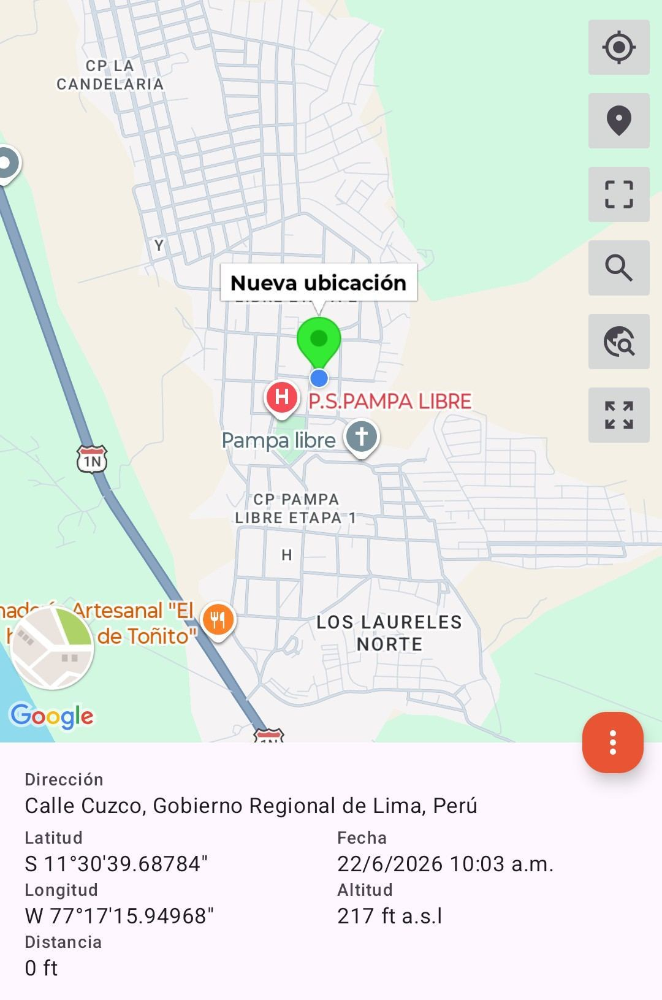 CP LA
CANDELARIA
Y
Nueva ubicación
H
P.S.PAMPA LIBRE
Pampa libre
1N
CP PAMPA
LIBRE ETAPA 1
H
Artesanal "El
de Toñito"
LOS LAURELES
NORTE
Google
1N
Dirección
Calle Cuzco, Gobierno Regional de Lima, Perú
Latitud
S 11°30'39.68784"
Fecha
22/6/2026 10:03 a.m.
Longitud
W 77°17'15.94968"
Altitud
217 ft a.s.l
Distancia
0 ft